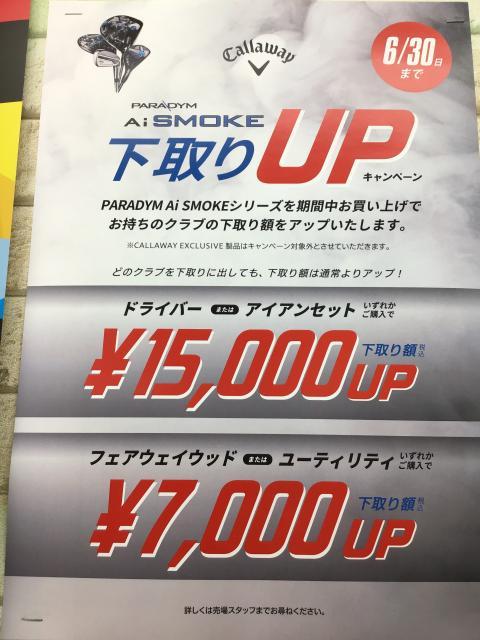 Callaway
6/30日
まで
PARADYM
Ai SMOKE
下取りUP
キャンペーン
PARADYM Ai SMOKEシリーズを期間中お買い上げで
お持ちのクラブの下取り額をアップいたします。
※CALLAWAY EXCLUSIVE 製品はキャンペーン対象外とさせていただきます。
どのクラブを下取りに出しても、下取り額は通常よりアップ！
ドライバー または アイアンセット いずれか
ご購入で
¥15,000 下取り額 税込
UP
フェアウェイウッド または ユーティリティ いずれか
ご購入で
¥7,000 下取り額 税込
UP
詳しくは売場スタッフまでお尋ねください。